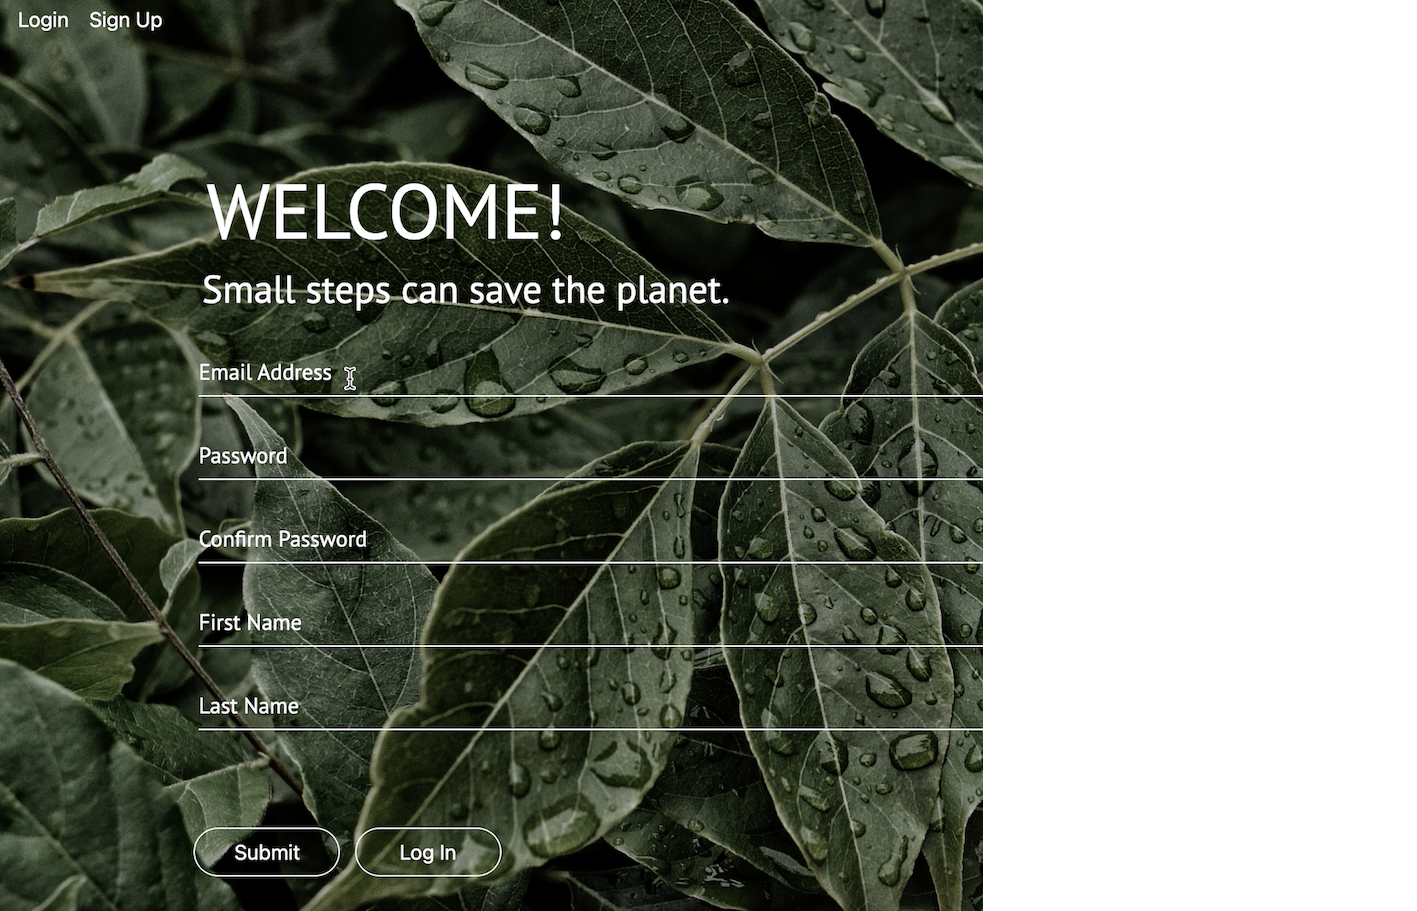 Login Sign Up
WELCOME!
Small steps can save the planet.
Email Address
Password
Confirm Password
First Name
Last Name
Submit Log In